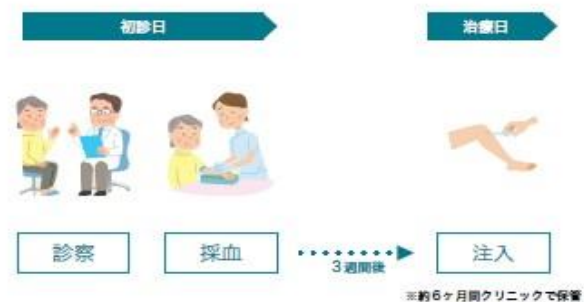 初診日
治療日
診察
採血
3週間後
注入
※約6ヶ月間クリニックで保管